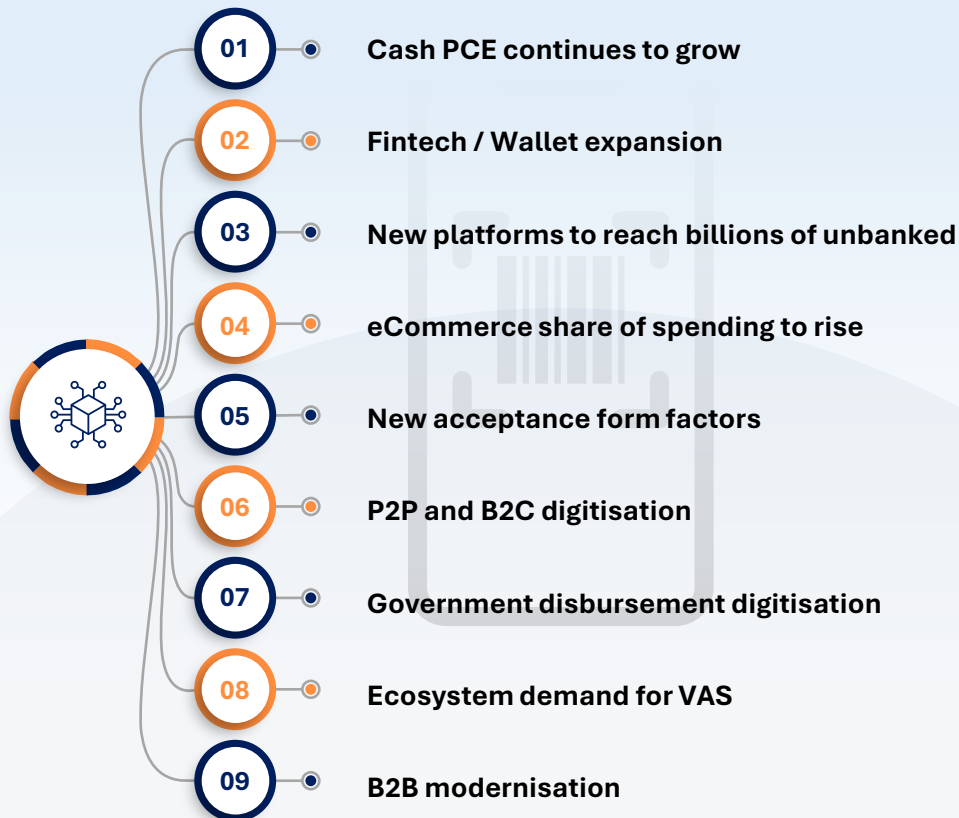 01 Cash PCE continues to grow
02 Fintech / Wallet expansion
03 New platforms to reach billions of unbanked
04 eCommerce share of spending to rise
05 New acceptance form factors
06 P2P and B2C digitisation
07 Government disbursement digitisation
08 Ecosystem demand for VAS
09 B2B modernisation